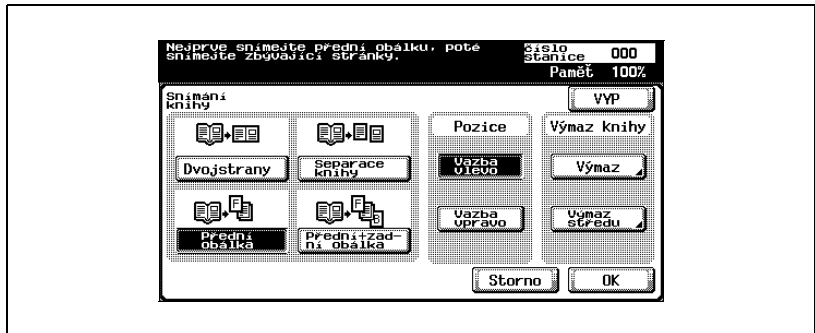 Nejprve snímejte přední obálku, poté
snímejte zbývající stránky.
číslo
stanice 000
Paměť 100%
Snímání
knihy
VYP
Pozice
Výmaz knihy
Dvojstrany
Separace
knihy
Vazba
vlevo
Výmaz
F
F
B
Přední
obálka
Přední+zad-
ní obálka
Vazba
vpravo
Výmaz
středu
Storno
OK